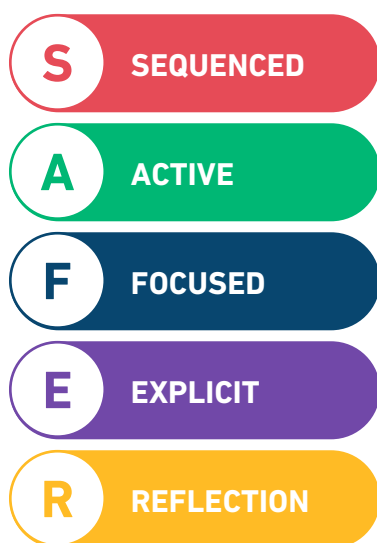 S SEQUENCED
A ACTIVE
F FOCUSED
E EXPLICIT
R REFLECTION